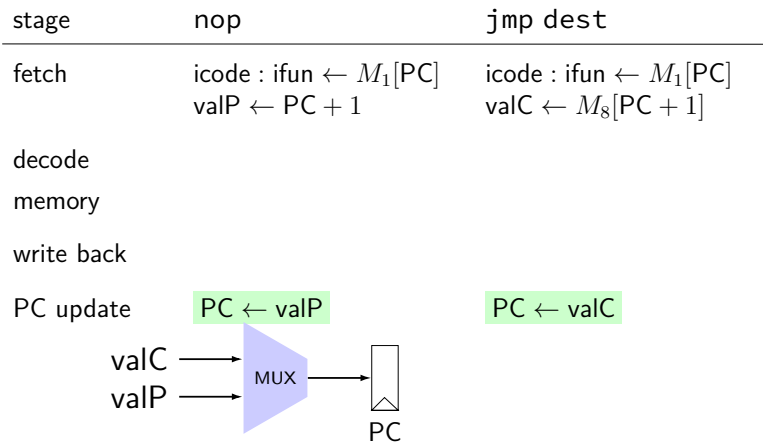 stage nop jmp dest
fetch icode : ifun ← M₁[PC] icode : ifun ← M₁[PC]
valP ← PC + 1 valC ← M₈[PC + 1]
decode
memory
write back
PC update PC ← valP PC ← valC
valC
MUX
valP
PC